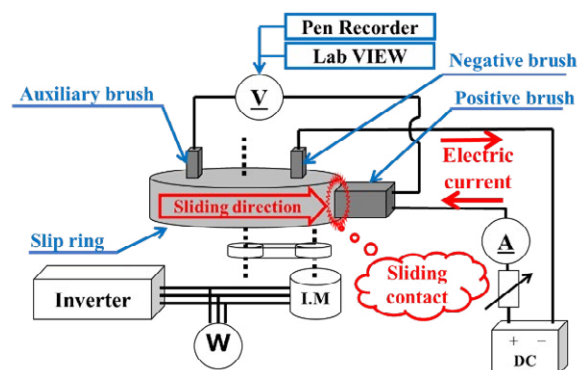 Pen Recorder
Lab VIEW
Negative brush
Auxiliary brush
V
Positive brush
Electric
current
Sliding direction
Slip ring
A
Sliding
contact
Inverter
I.M
W
+ −
DC